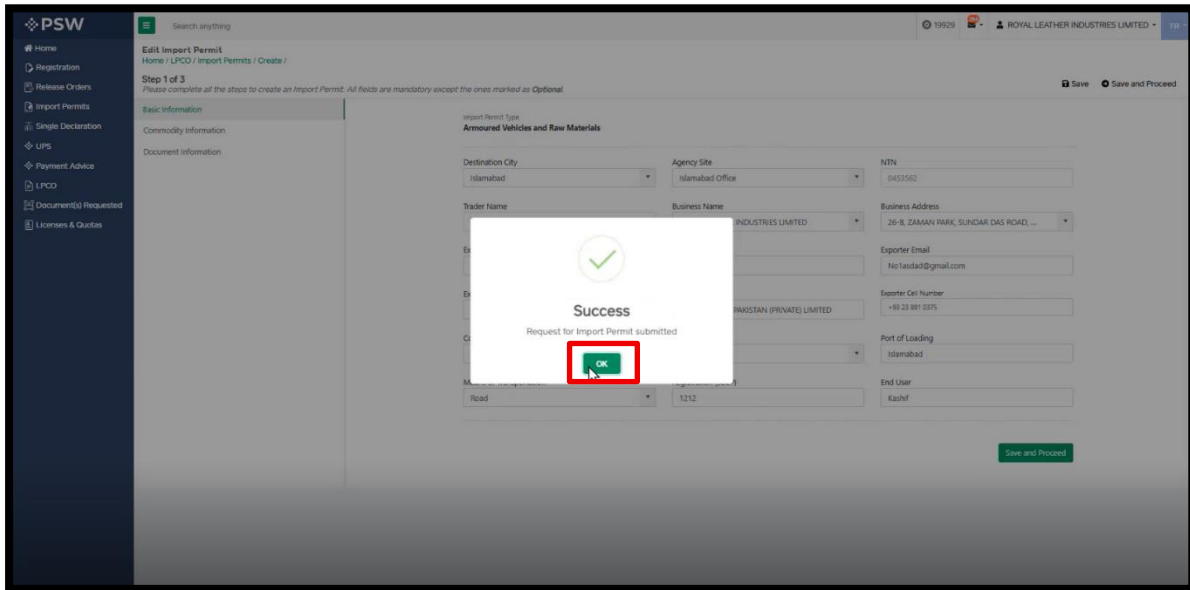 PSW
Search anything
19929
ROYAL LEATHER INDUSTRIES LIMITED
TR
Home
Registration
Release Orders
Import Permits
Single Declaration
UPS
Payment Advice
LPCO
Document(s) Requested
Licenses & Quotas
Edit Import Permit
Home / LPCO / Import Permits / Create /
Step 1 of 3
Please complete all the steps to create an Import Permit. All fields are mandatory except the ones marked as Optional.
Save
Save and Proceed
Basic Information
Commodity Information
Document Information
Import Permit Type
Armoured Vehicles and Raw Materials
Destination City
Agency Site
NTN
Islamabad
Islamabad Office
0453562
Trader Name
Business Name
Business Address
INDUSTRIES LIMITED
26-B, ZAMAN PARK, SUNDAR DAS ROAD, ...
Exporter Email
No1asdad@gmail.com
Exporter Cell Number
PAKISTAN (PRIVATE) LIMITED
+93 23 891 0375
Port of Loading
Islamabad
Success
Request for Import Permit submitted
OK
End User
Road
1212
Kashif
Save and Proceed